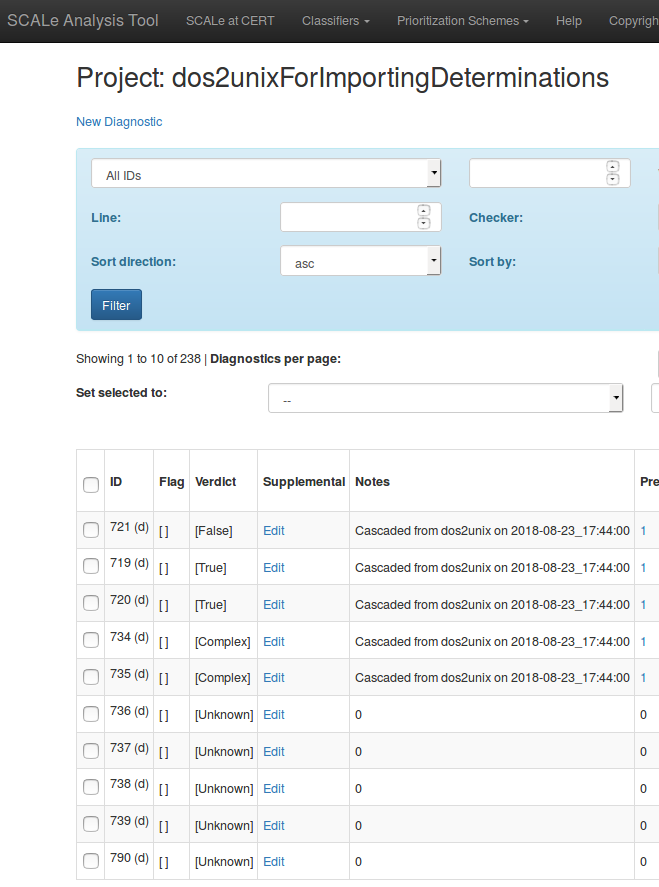 SCALe Analysis Tool SCALe at CERT Classifiers Prioritization Schemes Help Copyrigh
Project: dos2unixForImportingDeterminations
New Diagnostic
All IDs
Line: Checker:
Sort direction: asc Sort by:
Filter
Showing 1 to 10 of 238 | Diagnostics per page:
Set selected to: --
ID Flag Verdict Supplemental Notes Pre
721 (d) [ ] [False] Edit Cascaded from dos2unix on 2018-08-23_17:44:00 1
719 (d) [ ] [True] Edit Cascaded from dos2unix on 2018-08-23_17:44:00 1
720 (d) [ ] [True] Edit Cascaded from dos2unix on 2018-08-23_17:44:00 1
734 (d) [ ] [Complex] Edit Cascaded from dos2unix on 2018-08-23_17:44:00 1
735 (d) [ ] [Complex] Edit Cascaded from dos2unix on 2018-08-23_17:44:00 1
736 (d) [ ] [Unknown] Edit 0 0
737 (d) [ ] [Unknown] Edit 0 0
738 (d) [ ] [Unknown] Edit 0 0
739 (d) [ ] [Unknown] Edit 0 0
790 (d) [ ] [Unknown] Edit 0 0